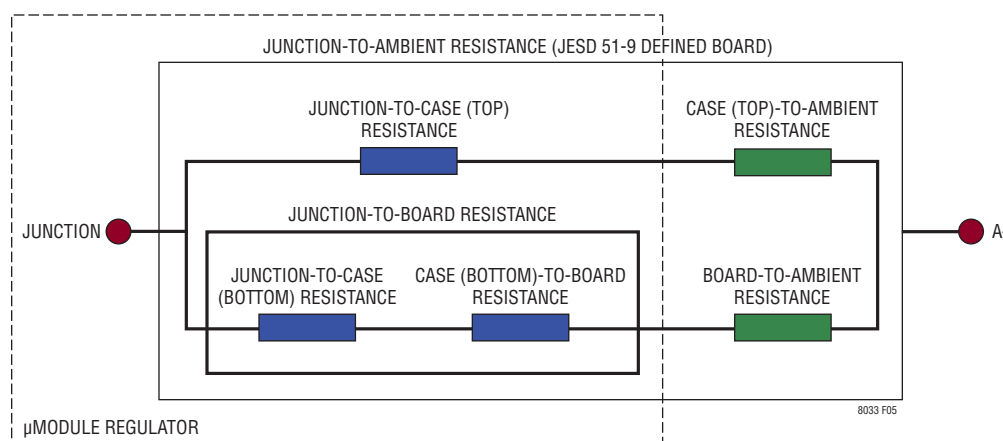 JUNCTION-TO-AMBIENT RESISTANCE (JESD 51-9 DEFINED BOARD)
JUNCTION-TO-CASE (TOP)
RESISTANCE
CASE (TOP)-TO-AMBIENT
RESISTANCE
JUNCTION
JUNCTION-TO-BOARD RESISTANCE
A
JUNCTION-TO-CASE
(BOTTOM) RESISTANCE
CASE (BOTTOM)-TO-BOARD
RESISTANCE
BOARD-TO-AMBIENT
RESISTANCE
8033 F05
µMODULE REGULATOR